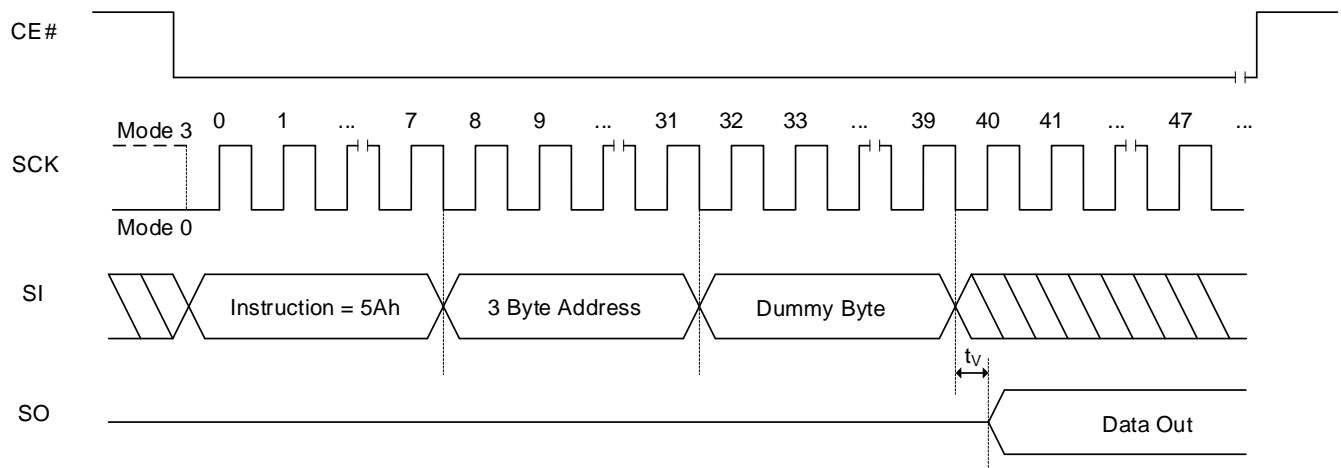 CE#
Mode 3
0 1 ... 7 8 9 ... 31 32 33 ... 39 40 41 ... 47 ...
SCK
Mode 0
SI
Instruction = 5Ah
3 Byte Address
Dummy Byte
tV
SO
Data Out